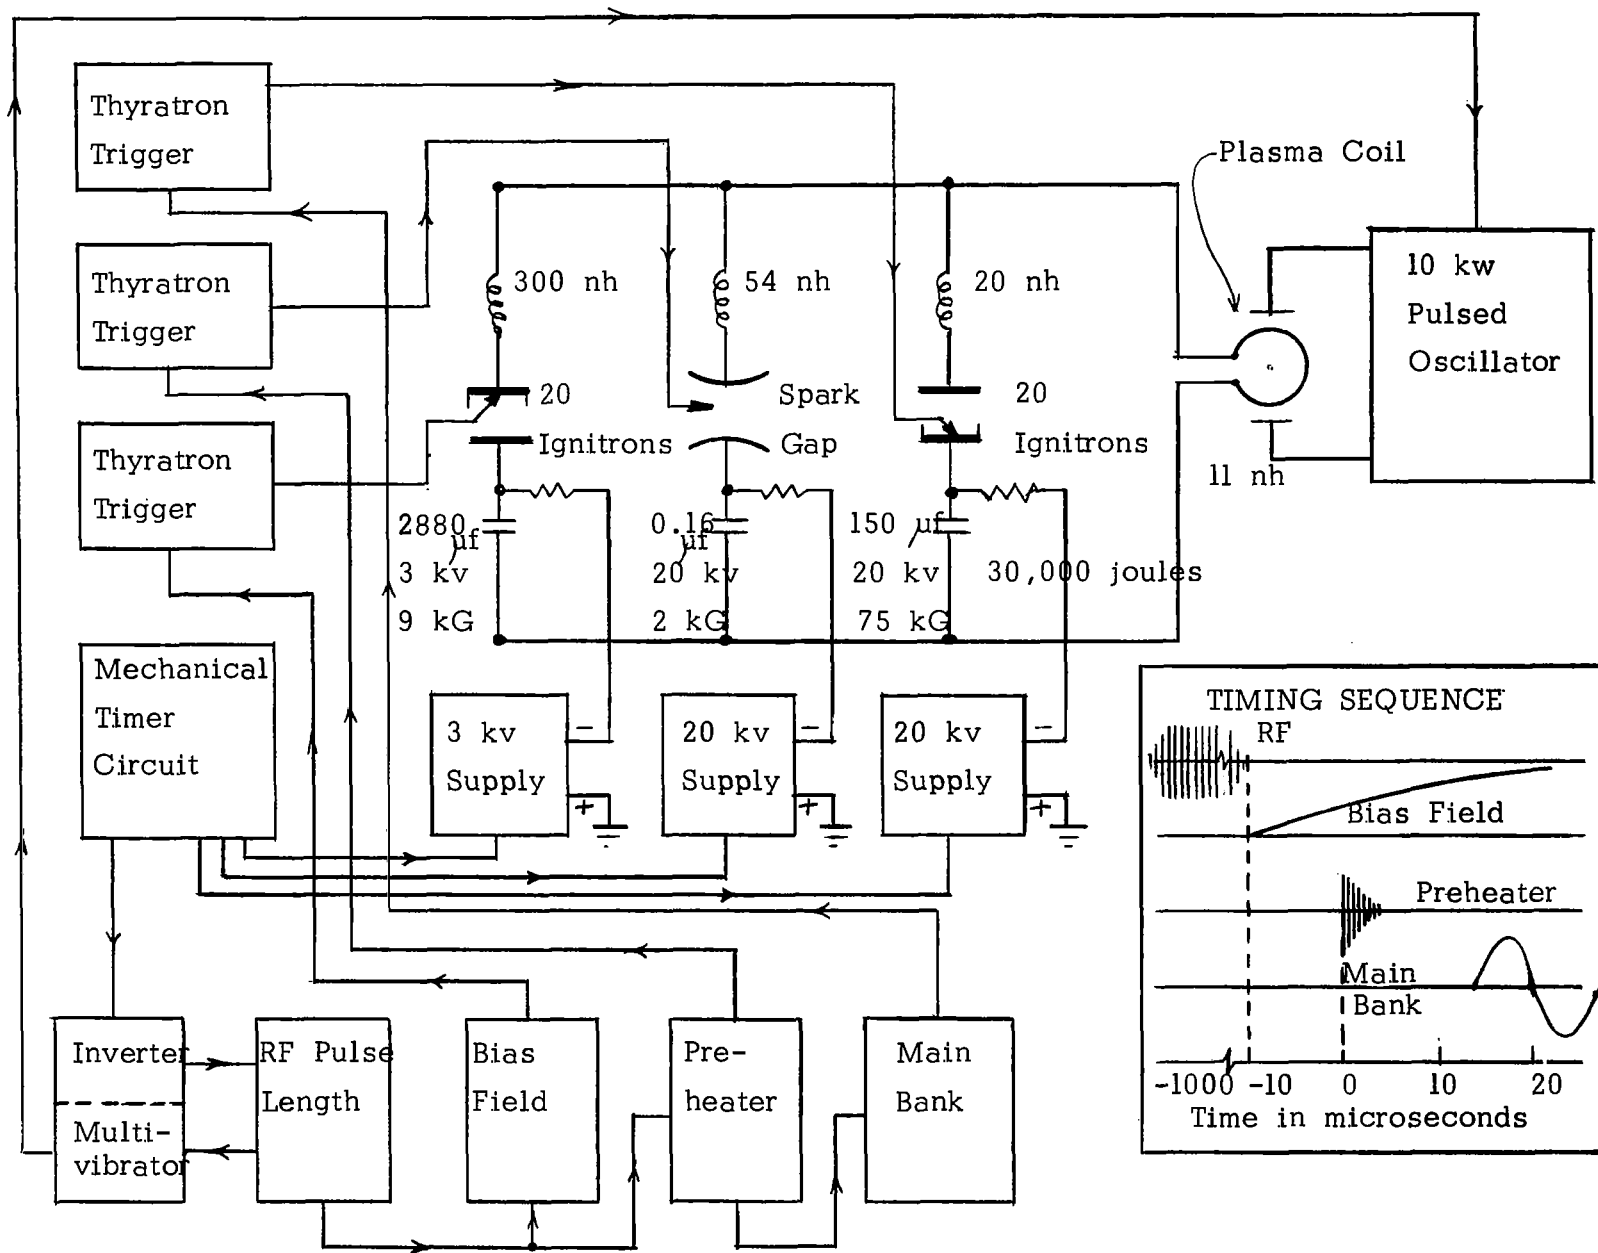 Thyratron
Trigger
Thyratron
Trigger
Thyratron
Trigger
Mechanical
Timer
Circuit
300 nh
54 nh
20 nh
20
Ignitrons
Spark
Gap
20
Ignitrons
2880
μf
3 kv
9 kG
0.16
μf
20 kv
2 kG
150 μf
20 kv
75 kG
30,000 joules
Plasma Coil
11 nh
10 kw
Pulsed
Oscillator
3 kv
Supply
-
+
20 kv
Supply
-
+
20 kv
Supply
-
+
Inverter
Multi-
vibrator
RF Pulse
Length
Bias
Field
Pre-
heater
Main
Bank
TIMING SEQUENCE
RF
Bias Field
Preheater
Main
Bank
-1000 -10 0 10 20
Time in microseconds